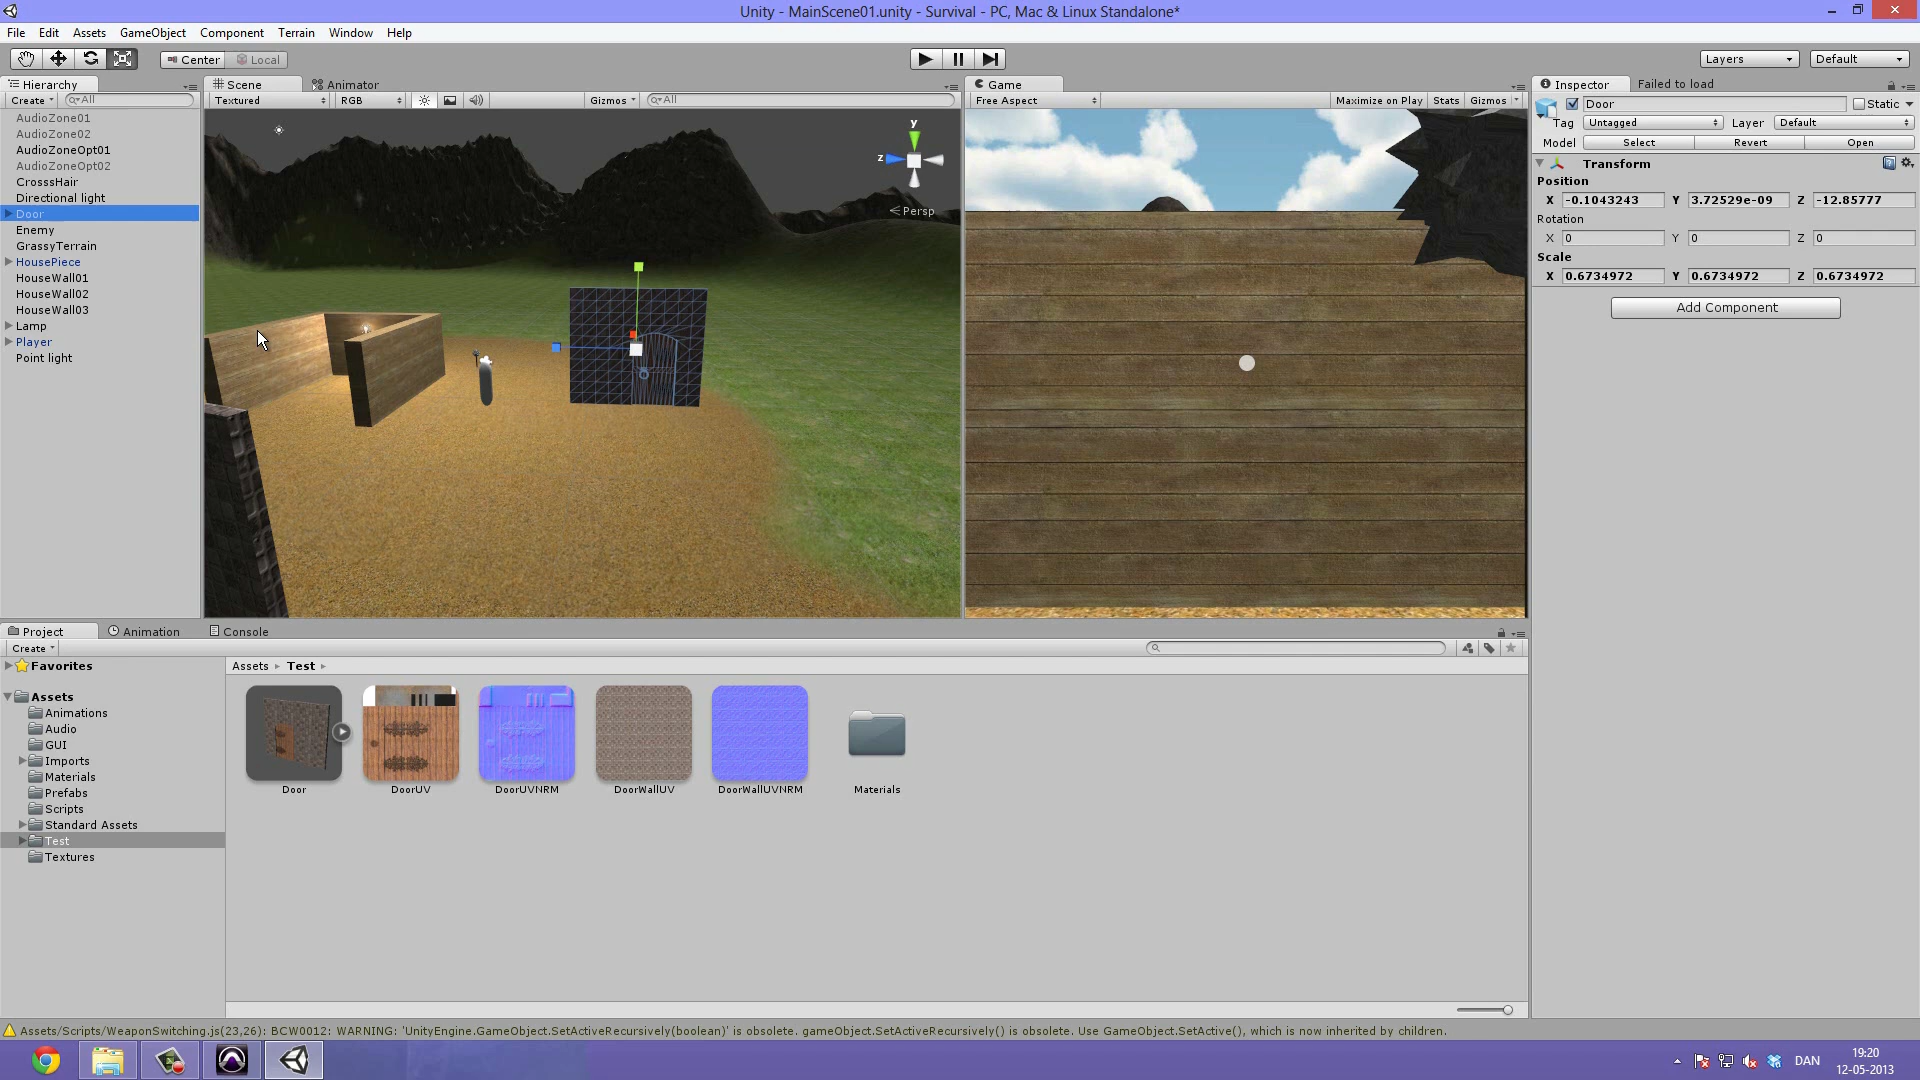 Unity - MainScene01.unity - Survival - PC, Mac & Linux Standalone*
File Edit Assets GameObject Component Terrain Window Help
Center Local Layers Default
Hierarchy Scene Animator Game Inspector Failed to load
Create All Textured RGB Gizmos All Free Aspect Maximize on Play Stats Gizmos Door Static
Tag Untagged Layer Default
Model Select Revert Open
AudioZone01
AudioZone02
AudioZoneOpt01
AudioZoneOpt02
CrosssHair
Directional light
Door
Enemy
GrassyTerrain
HousePiece
HouseWall01
HouseWall02
HouseWall03
Lamp
Player
Point light
y
z
Persp
Transform
Position
X -0.1043243 Y 3.72529e-09 Z -12.85777
Rotation
X 0 Y 0 Z 0
Scale
X 0.6734972 Y 0.6734972 Z 0.6734972
Add Component
Project Animation Console
Create
Favorites
Assets
Animations
Audio
GUI
Imports
Materials
Prefabs
Scripts
Standard Assets
Test
Textures
Assets Test
Door DoorUV DoorUVNRM DoorWallUV DoorWallUVNRM Materials
Assets/Scripts/WeaponSwitching.js(23,26): BCW0012: WARNING: 'UnityEngine.GameObject.SetActiveRecursively(boolean)' is obsolete. gameObject.SetActiveRecursively() is obsolete. Use GameObject.SetActive(), which is now inherited by children.
DAN
19:20
12-05-2013